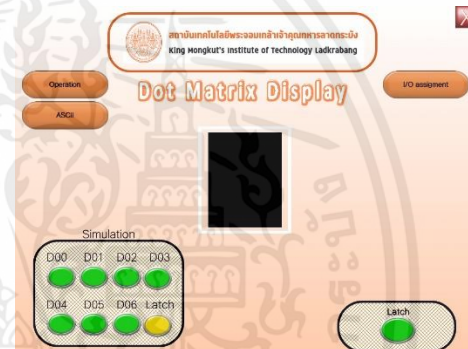 สถาบันเทคโนโลยีพระจอมเกล้าเจ้าคุณทหารลาดกระบัง
King Mongkut's Institute of Technology Ladkrabang
Operation
Dot Matrix Display
I/O assigment
ASCII
Simulation
D00 D01 D02 D03
D04 D05 D06 Latch
Latch